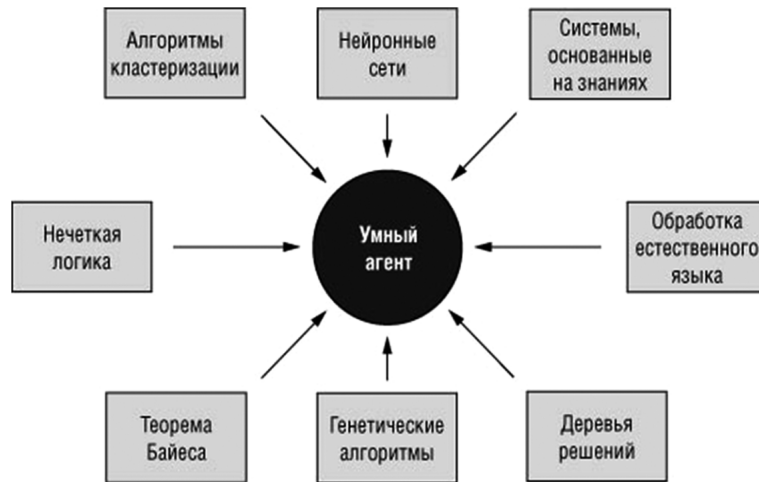 Алгоритмы
кластеризации
Нейронные
сети
Системы,
основанные
на знаниях
Нечеткая
логика
Умный
агент
Обработка
естественного
языка
Теорема
Байеса
Генетические
алгоритмы
Деревья
решений